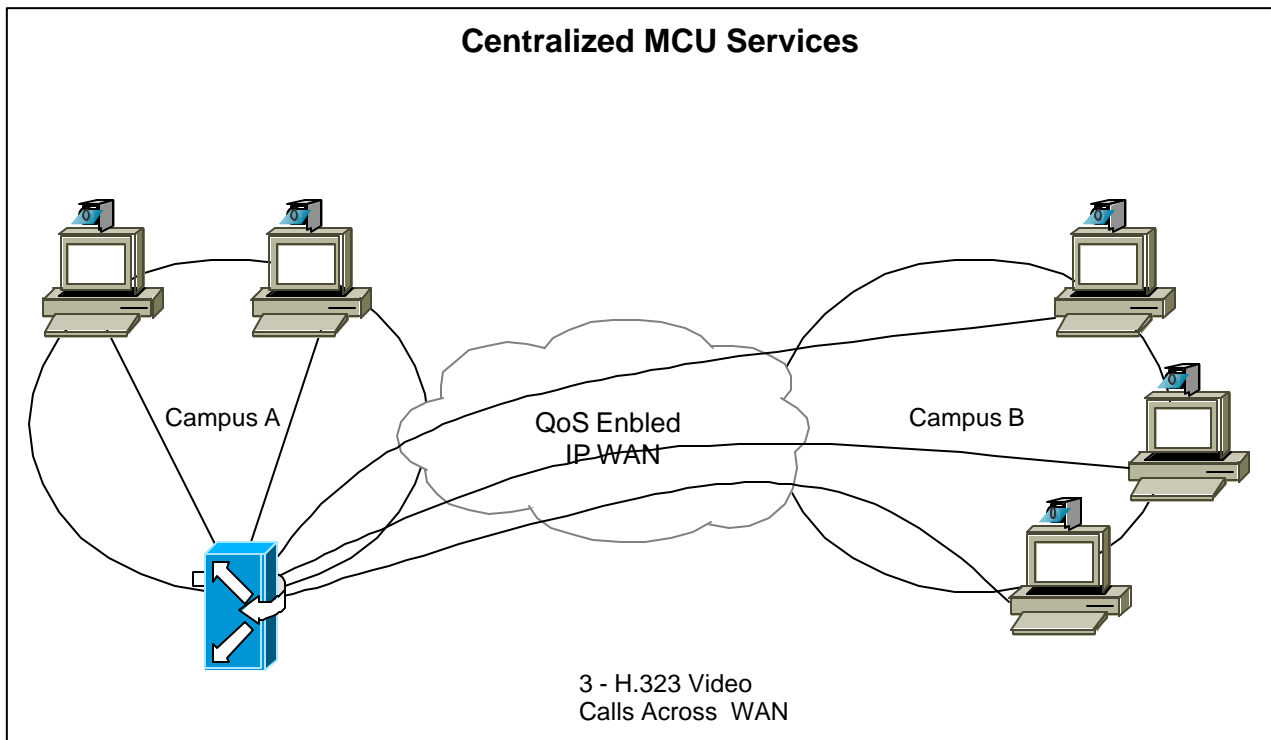 Centralized MCU Services
Campus A
QoS Enbled
IP WAN
Campus B
3 - H.323 Video
Calls Across WAN